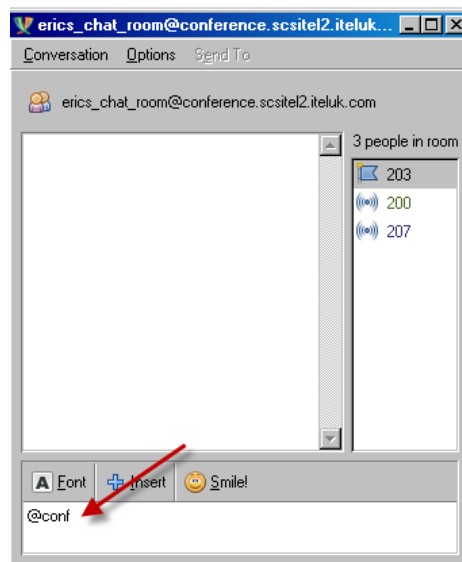 erics_chat_room@conference.scsitel2.iteluk...
Conversation Options Send To
erics_chat_room@conference.scsitel2.iteluk.com
3 people in room
203
200
207
A Font Insert Smile!
@conf